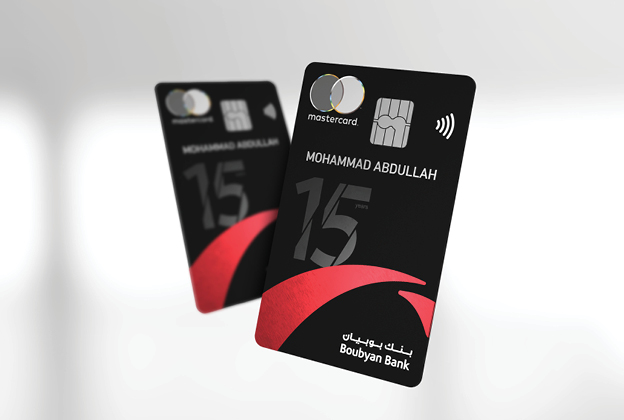 mastercard.
MOHAMMAD ABDULLAH
15
YEARS
بنك بوبيان
Boubyan Bank
mastercard.
MOHAMMAD ABDULLAH
15